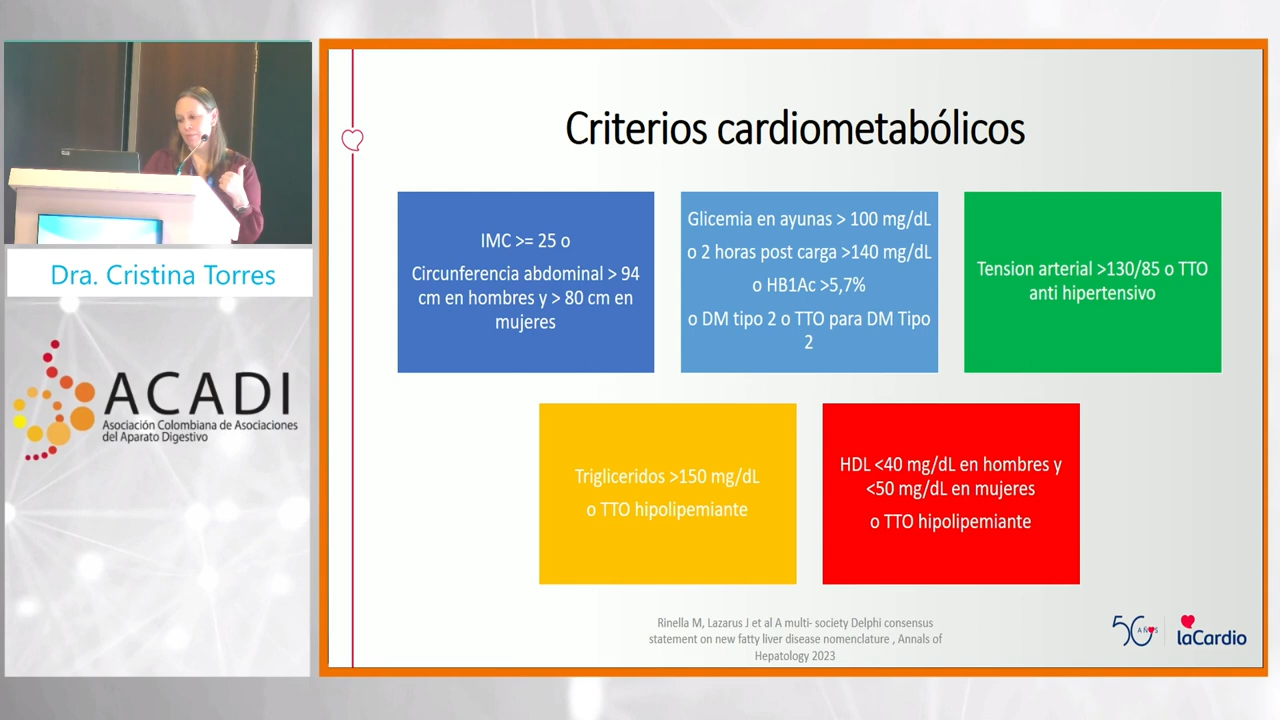 Criterios cardiometabólicos
IMC >= 25 o
Circunferencia abdominal > 94
cm en hombres y > 80 cm en
mujeres
Glicemia en ayunas > 100 mg/dL
o 2 horas post carga >140 mg/dL
o HB1Ac >5,7%
o DM tipo 2 o TTO para DM Tipo
2
Tension arterial >130/85 o TTO
anti hipertensivo
Trigliceridos >150 mg/dL
o TTO hipolipemiante
HDL <40 mg/dL en hombres y
<50 mg/dL en mujeres
o TTO hipolipemiante
Rinella M, Lazarus J et al A multi- society Delphi consensus
statement on new fatty liver disease nomenclature , Annals of
Hepatology 2023
50 AÑOS
laCardio
Dra. Cristina Torres
ACADI
Asociación Colombiana de Asociaciones
del Aparato Digestivo